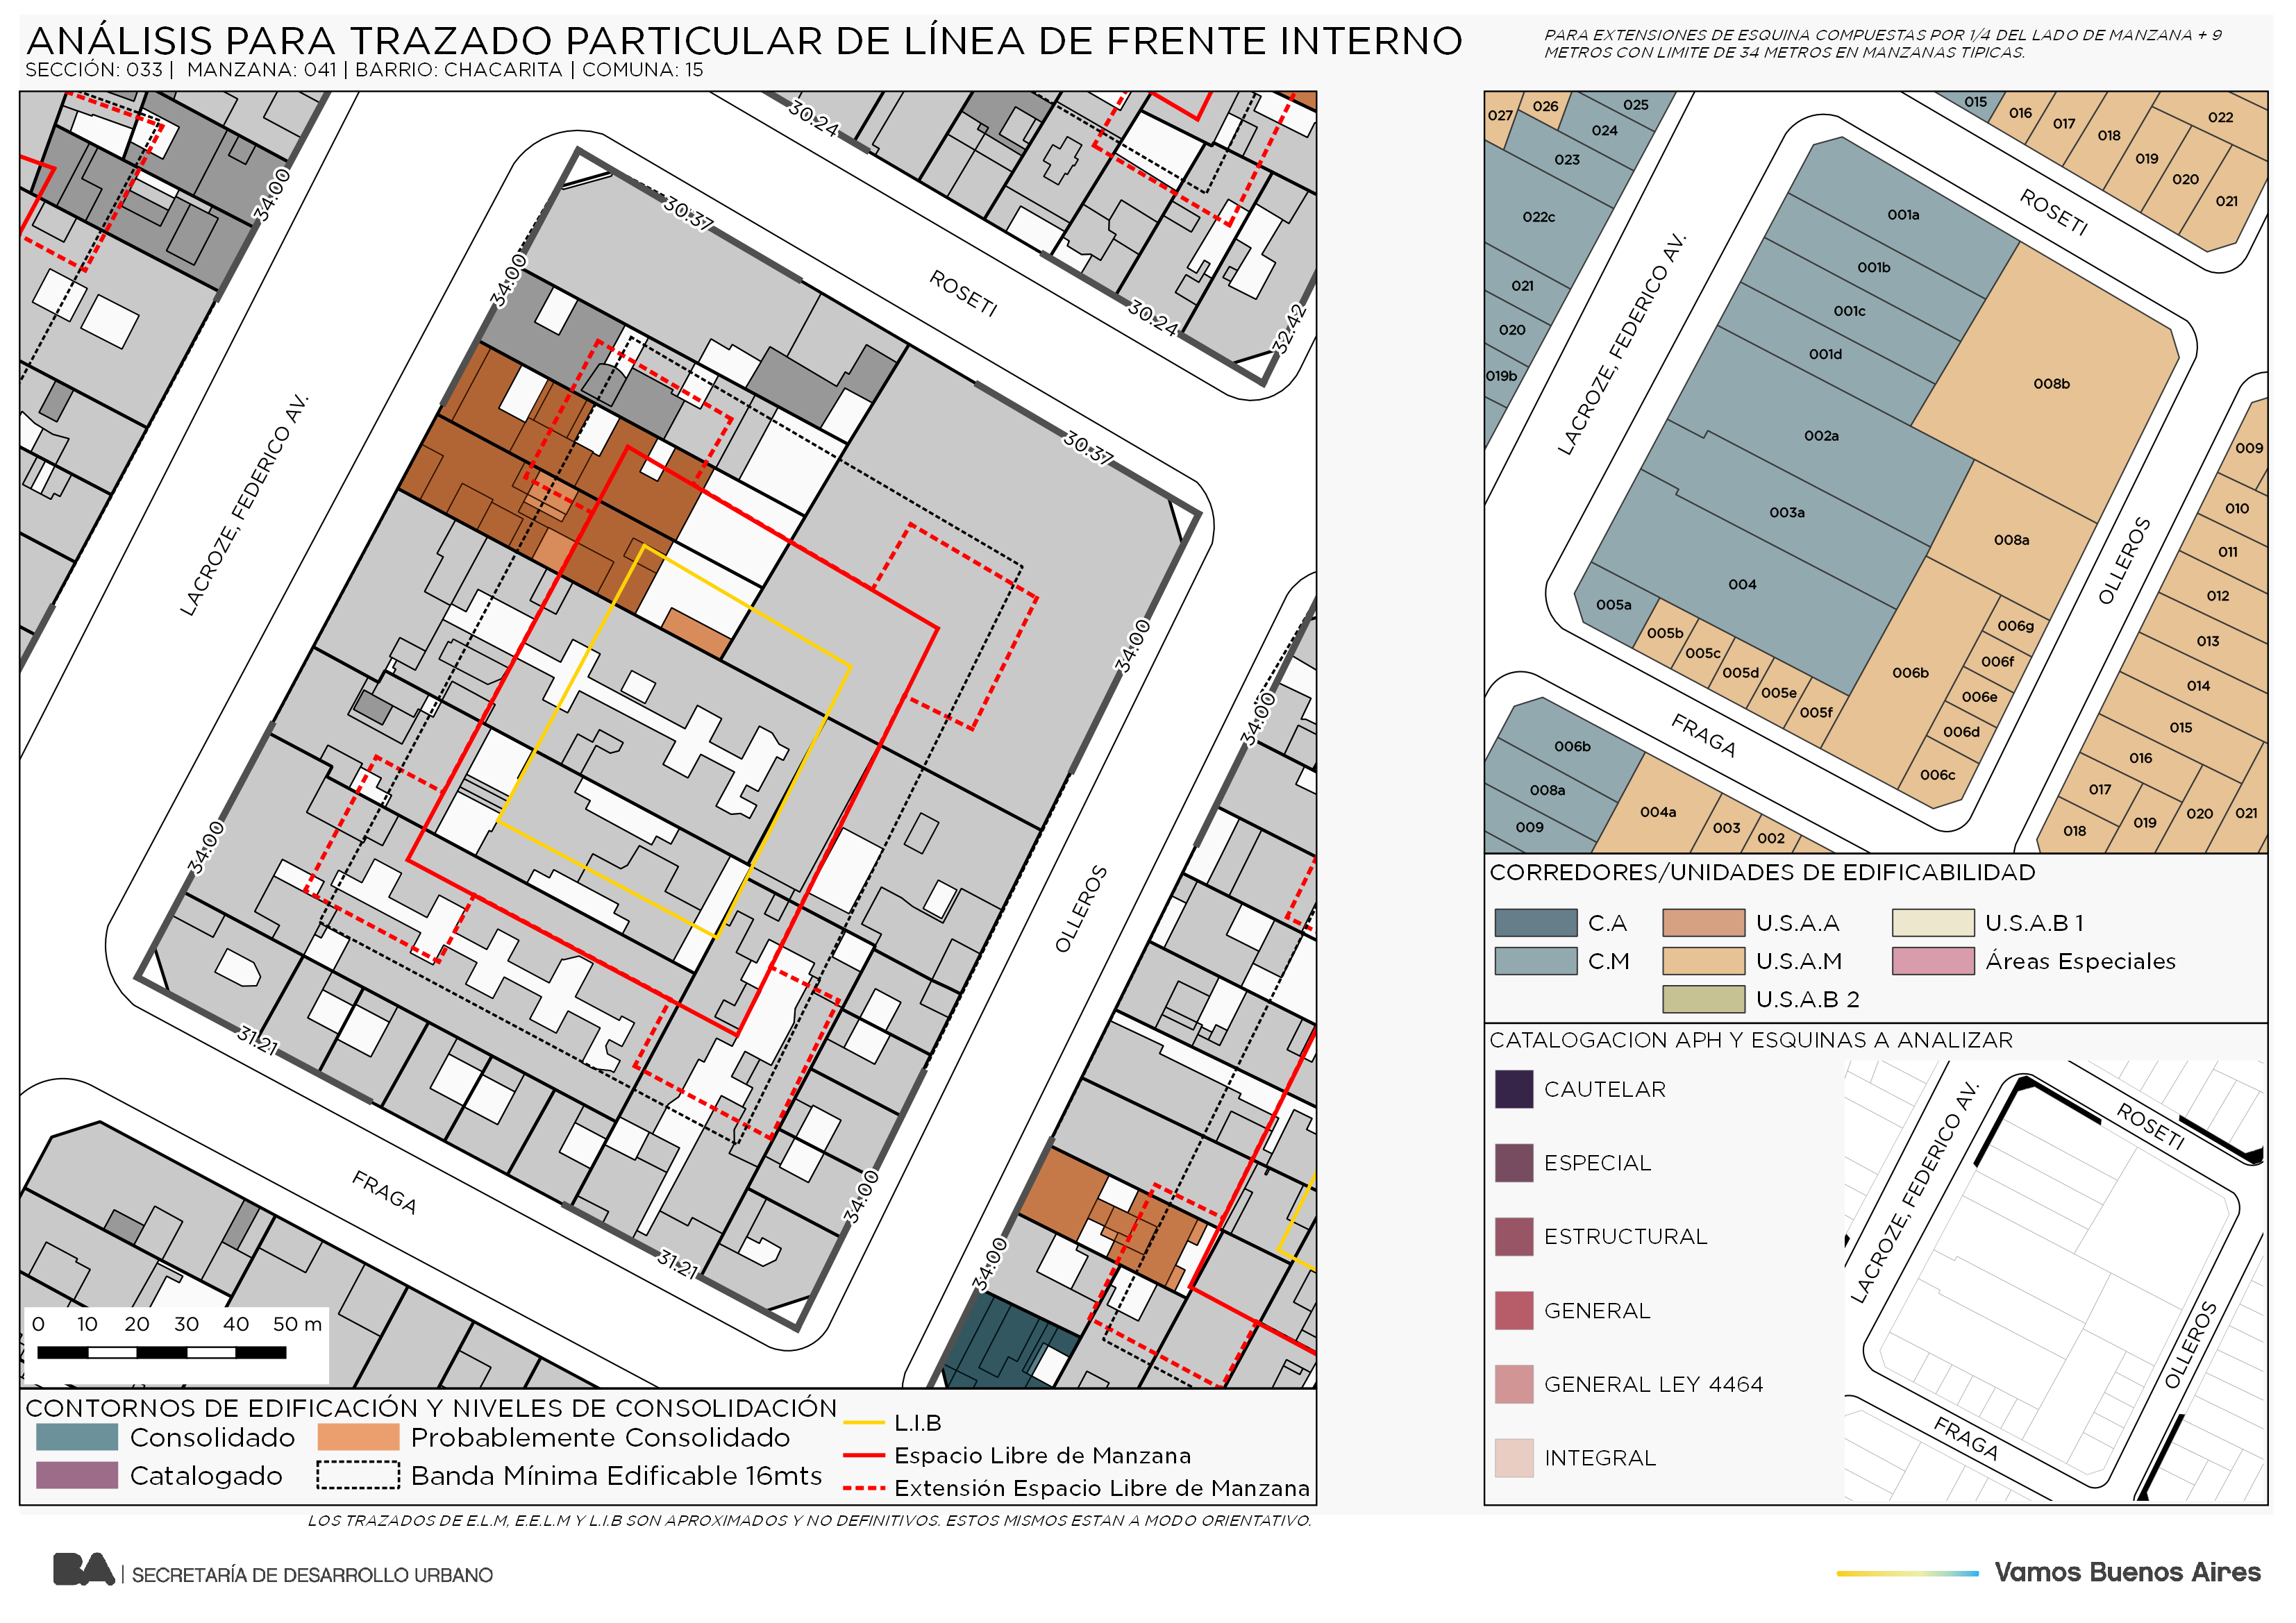 ANÁLISIS PARA TRAZADO PARTICULAR DE LÍNEA DE FRENTE INTERNO
SECCIÓN: 033 | MANZANA: 041 | BARRIO: CHACARITA | COMUNA: 15
PARA EXTENSIONES DE ESQUINA COMPUESTAS POR 1/4 DEL LADO DE MANZANA + 9
METROS CON LIMITE DE 34 METROS EN MANZANAS TIPICAS.
30.24
34:00
30.37
34:00
ROSETI
30.24
32.42
LACROZE, FEDERICO AV.
30.37
34:00
34:00
34:00
OLLEROS
31.21
FRAGA
34:00
34:00
31.21
0 10 20 30 40 50 m
CONTORNOS DE EDIFICACIÓN Y NIVELES DE CONSOLIDACIÓN
Consolidado
Probablemente Consolidado
Catalogado
Banda Mínima Edificable 16mts
L.I.B
Espacio Libre de Manzana
Extensión Espacio Libre de Manzana
LOS TRAZADOS DE E.L.M, E.E.L.M Y L.I.B SON APROXIMADOS Y NO DEFINITIVOS. ESTOS MISMOS ESTAN A MODO ORIENTATIVO.
027
026
025
024
023
022c
021
020
019b
015
016
017
018
022
019
020
021
ROSETI
LACROZE, FEDERICO AV.
001a
001b
001c
001d
008b
002a
003a
008a
004
005a
005b
005c
005d
005e
005f
006b
006g
006f
006e
006d
006c
OLLEROS
FRAGA
009
010
011
012
013
014
015
016
017
018
019
020
021
006b
008a
009
004a
003
002
CORREDORES/UNIDADES DE EDIFICABILIDAD
C.A
U.S.A.A
U.S.A.B 1
C.M
U.S.A.M
Áreas Especiales
U.S.A.B 2
CATALOGACION APH Y ESQUINAS A ANALIZAR
CAUTELAR
ESPECIAL
ESTRUCTURAL
GENERAL
GENERAL LEY 4464
INTEGRAL
LACROZE, FEDERICO AV.
ROSETI
OLLEROS
FRAGA
BA | SECRETARÍA DE DESARROLLO URBANO
Vamos Buenos Aires